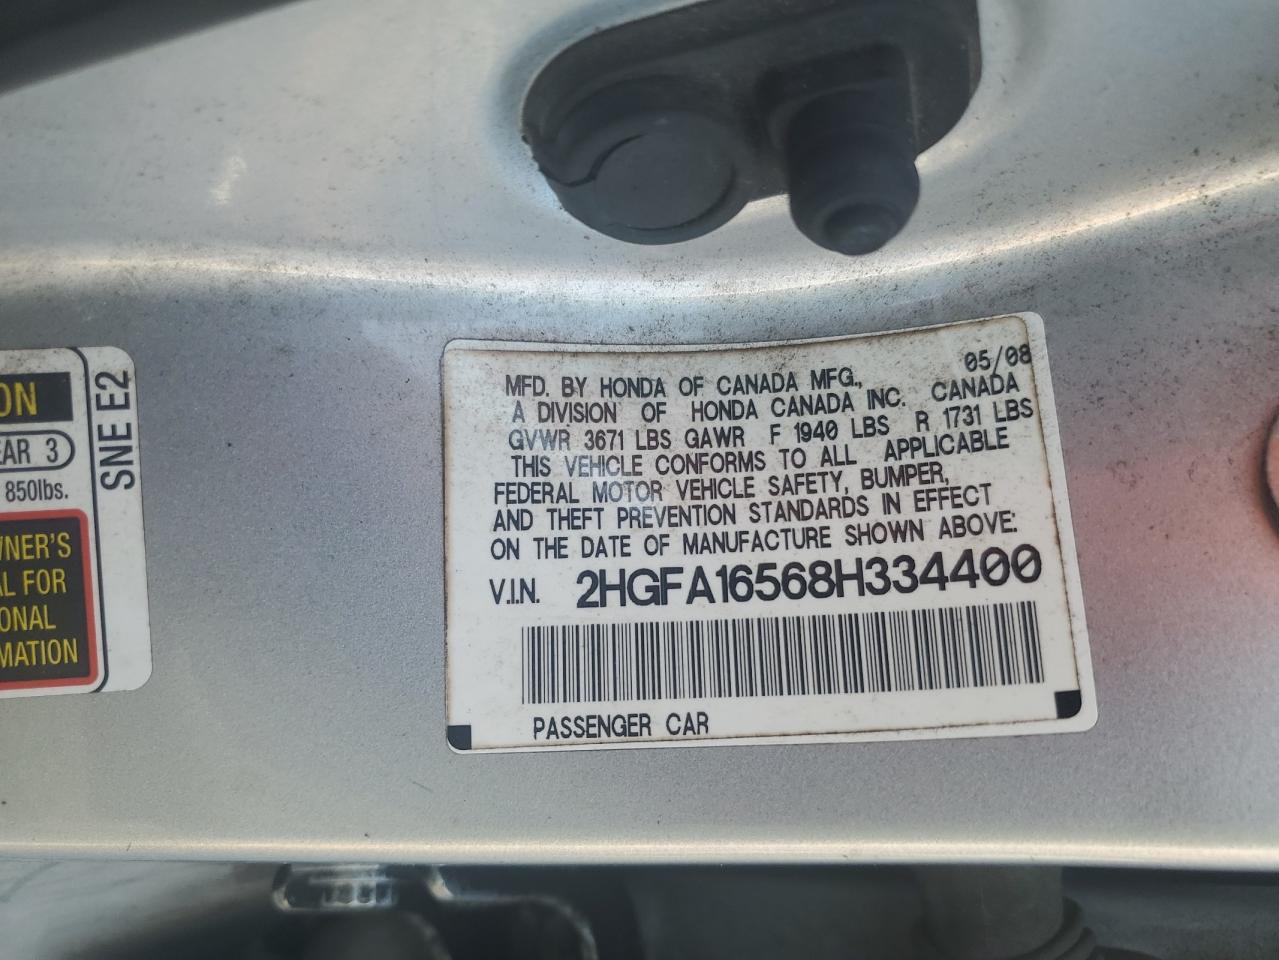 ON
EAR 3
850lbs.
WNER'S
AL FOR
ONAL
MATION
SNE E2
05/08
MFD. BY HONDA OF CANADA MFG.,
A DIVISION OF HONDA CANADA INC. CANADA
GVWR 3671 LBS GAWR F 1940 LBS R 1731 LBS
THIS VEHICLE CONFORMS TO ALL APPLICABLE
FEDERAL MOTOR VEHICLE SAFETY, BUMPER,
AND THEFT PREVENTION STANDARDS IN EFFECT
ON THE DATE OF MANUFACTURE SHOWN ABOVE.
V.I.N. 2HGFA16568H334400
PASSENGER CAR